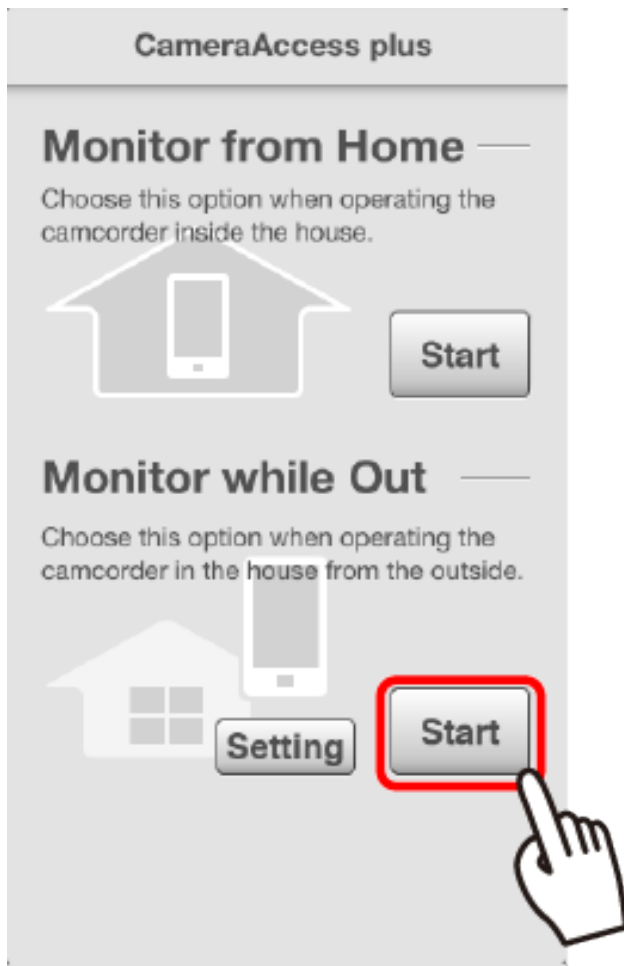 CameraAccess plus
Monitor from Home
Choose this option when operating the
camcorder inside the house.
Start
Monitor while Out
Choose this option when operating the
camcorder in the house from the outside.
Setting
Start